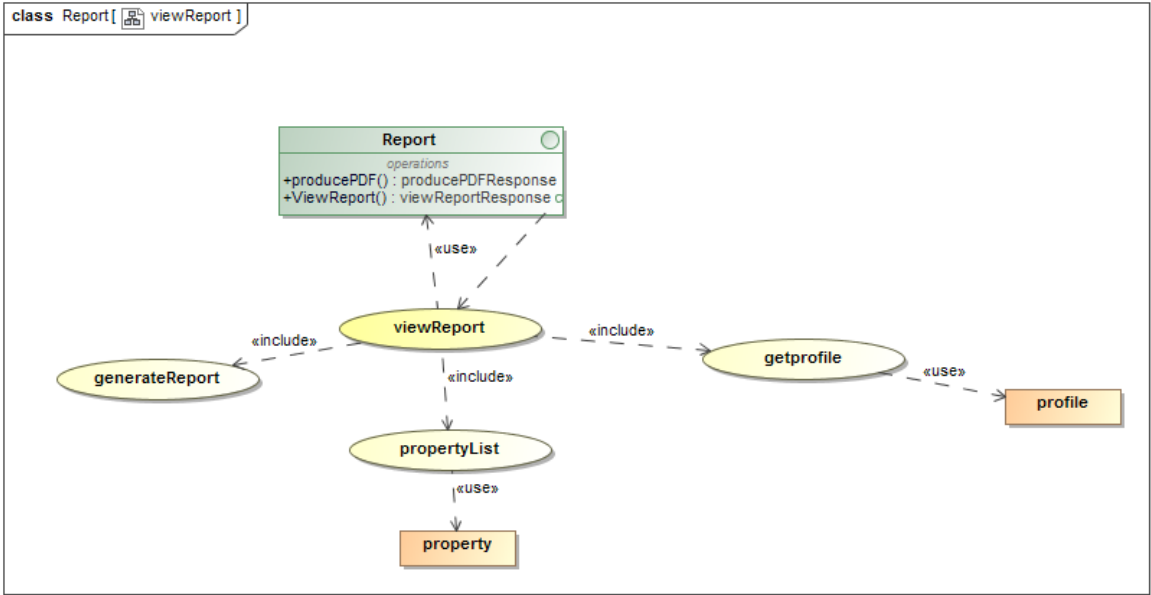 class Report[ viewReport ]
Report
operations
+producePDF() : producePDFResponse
+ViewReport() : viewReportResponse
«use»
viewReport
«include»
«include»
generateReport
getprofile
«include»
«use»
profile
propertyList
«use»
property